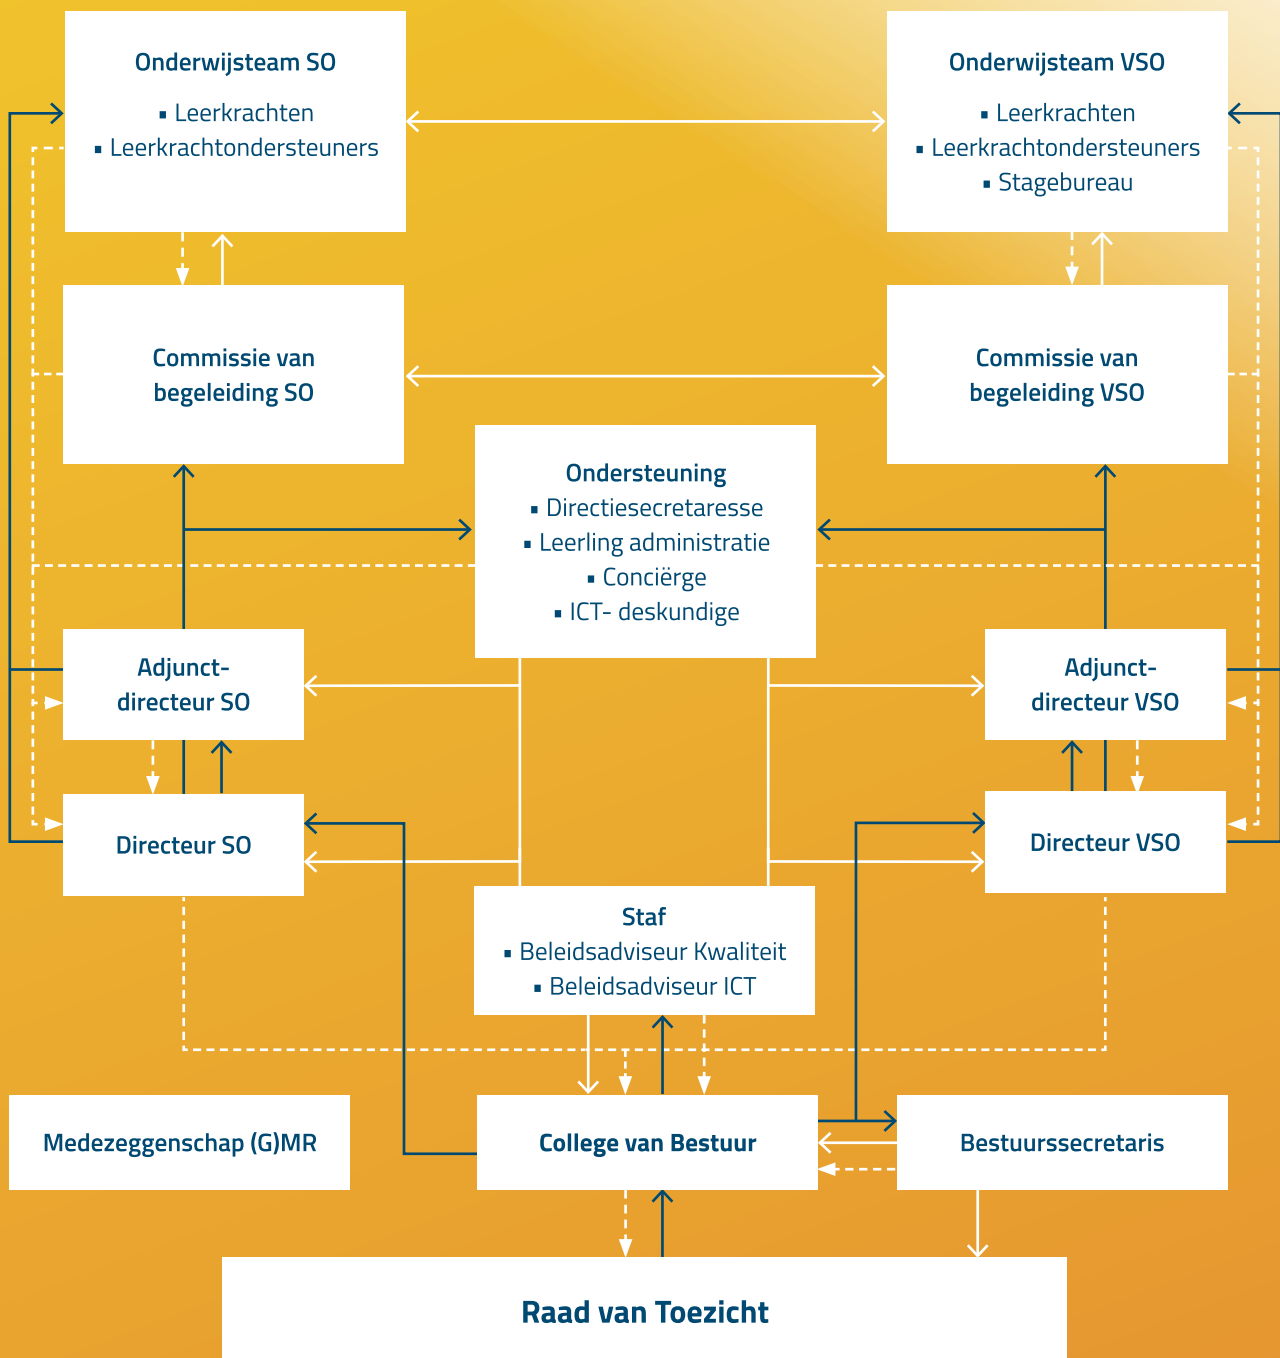 Onderwijsteam SO
▪ Leerkrachten
▪ Leerkrachtondersteuners
Onderwijsteam VSO
▪ Leerkrachten
▪ Leerkrachtondersteuners
▪ Stagebureau
Commissie van
begeleiding SO
Commissie van
begeleiding VSO
Ondersteuning
▪ Directiesecretaresse
▪ Leerling administratie
▪ Conciërge
▪ ICT- deskundige
Adjunct-
directeur SO
Adjunct-
directeur VSO
Directeur SO
Directeur VSO
Staf
▪ Beleidsadviseur Kwaliteit
▪ Beleidsadviseur ICT
Medezeggenschap (G)MR
College van Bestuur
Bestuurssecretaris
Raad van Toezicht